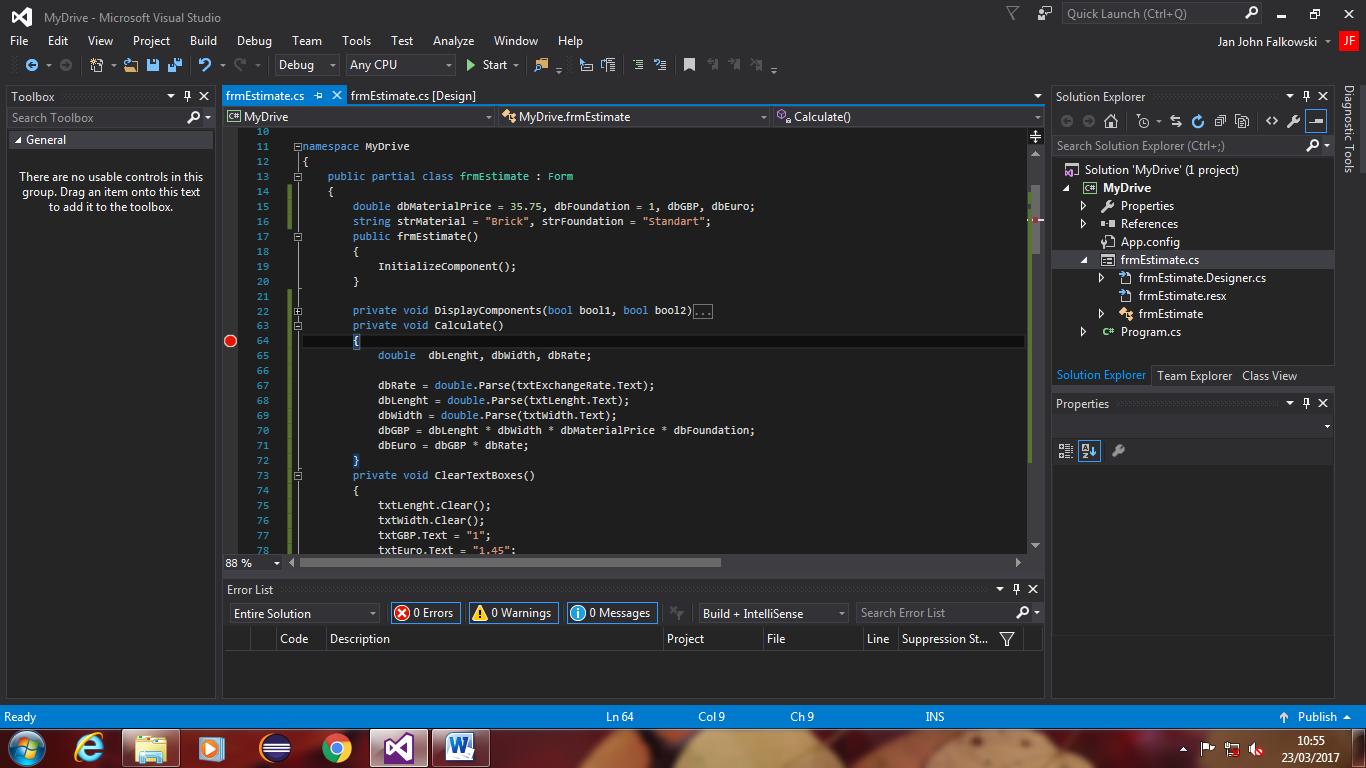 MyDrive - Microsoft Visual Studio
Quick Launch (Ctrl+Q)
File Edit View Project Build Debug Team Tools Test Analyze Window Help
Jan John Falkowski JF
Debug Any CPU Start
Toolbox
Search Toolbox
General
There are no usable controls in this
group. Drag an item onto this text
to add it to the toolbox.
frmEstimate.cs frmEstimate.cs [Design]
MyDrive MyDrive.frmEstimate Calculate()
10
11 namespace MyDrive
12 {
13 public partial class frmEstimate : Form
14 {
15 double dbMaterialPrice = 35.75, dbFoundation = 1, dbGBP, dbEuro;
16 string strMaterial = "Brick", strFoundation = "Standart";
17 public frmEstimate()
18 {
19 InitializeComponent();
20 }
21
22 private void DisplayComponents(bool bool1, bool bool2)...
63 private void Calculate()
64 {
65 double dbLenght, dbWidth, dbRate;
66
67 dbRate = double.Parse(txtExchangeRate.Text);
68 dbLenght = double.Parse(txtLenght.Text);
69 dbWidth = double.Parse(txtWidth.Text);
70 dbGBP = dbLenght * dbWidth * dbMaterialPrice * dbFoundation;
71 dbEuro = dbGBP * dbRate;
72 }
73 private void ClearTextBoxes()
74 {
75 txtLenght.Clear();
76 txtWidth.Clear();
77 txtGBP.Text = "1";
78 txtEuro.Text = "1.45";
88 %
Error List
Entire Solution 0 Errors 0 Warnings 0 Messages Build + IntelliSense Search Error List
Code Description Project File Line Suppression St...
Solution Explorer
Search Solution Explorer (Ctrl+;)
Solution 'MyDrive' (1 project)
MyDrive
Properties
References
App.config
frmEstimate.cs
frmEstimate.Designer.cs
frmEstimate.resx
frmEstimate
Program.cs
Solution Explorer Team Explorer Class View
Properties
Diagnostic Tools
Ready Ln 64 Col 9 Ch 9 INS Publish
10:55
23/03/2017